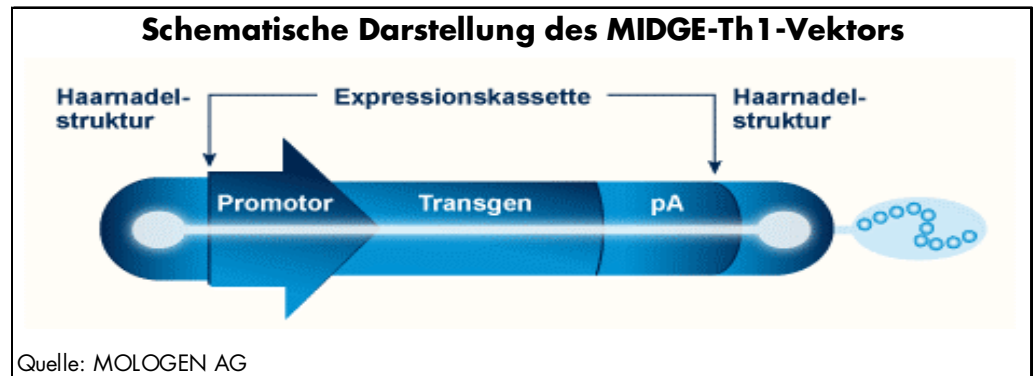 Schematische Darstellung des MIDGE-Th1-Vektors
Haarnadel-
struktur
Expressionskassette
Haarnadel-
struktur
Promotor
Transgen
pA
Quelle: MOLOGEN AG